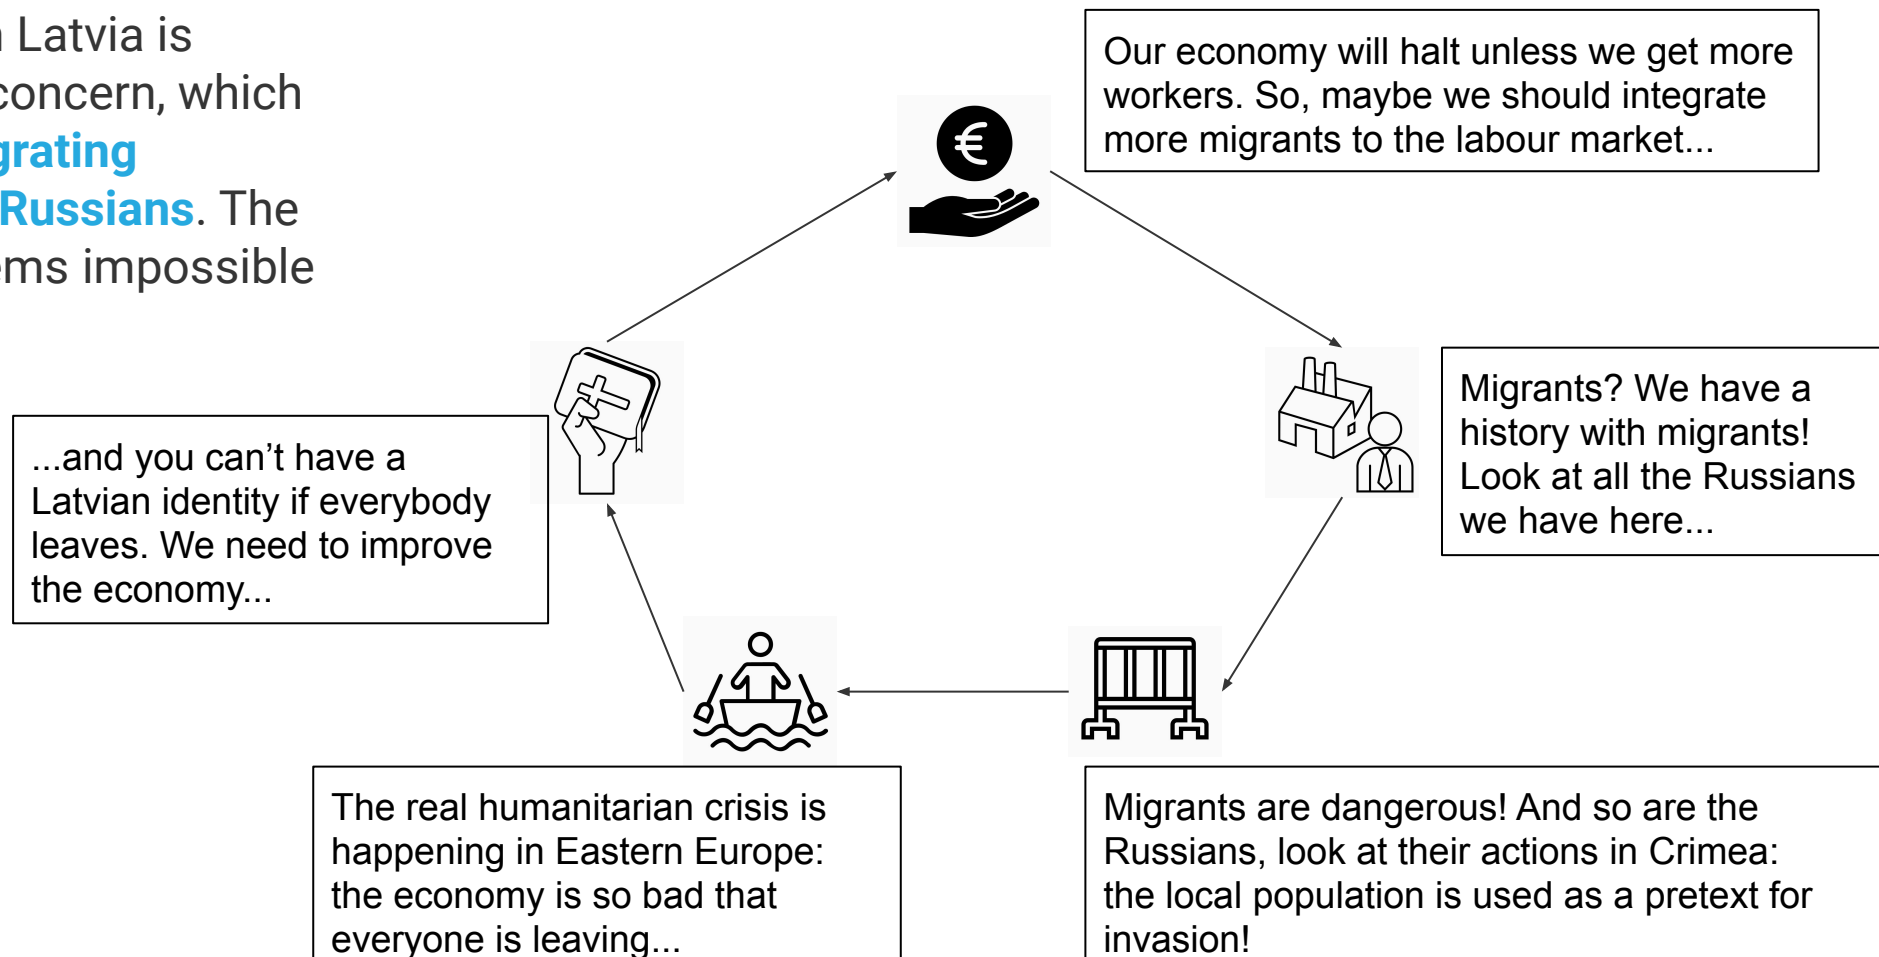 Latvia is
concern, which
grating
Russians. The
ems impossible
Our economy will halt unless we get more
workers. So, maybe we should integrate
more migrants to the labour market...
Migrants? We have a
history with migrants!
Look at all the Russians
we have here...
...and you can’t have a
Latvian identity if everybody
leaves. We need to improve
the economy...
The real humanitarian crisis is
happening in Eastern Europe:
the economy is so bad that
everyone is leaving...
Migrants are dangerous! And so are the
Russians, look at their actions in Crimea:
the local population is used as a pretext for
invasion!